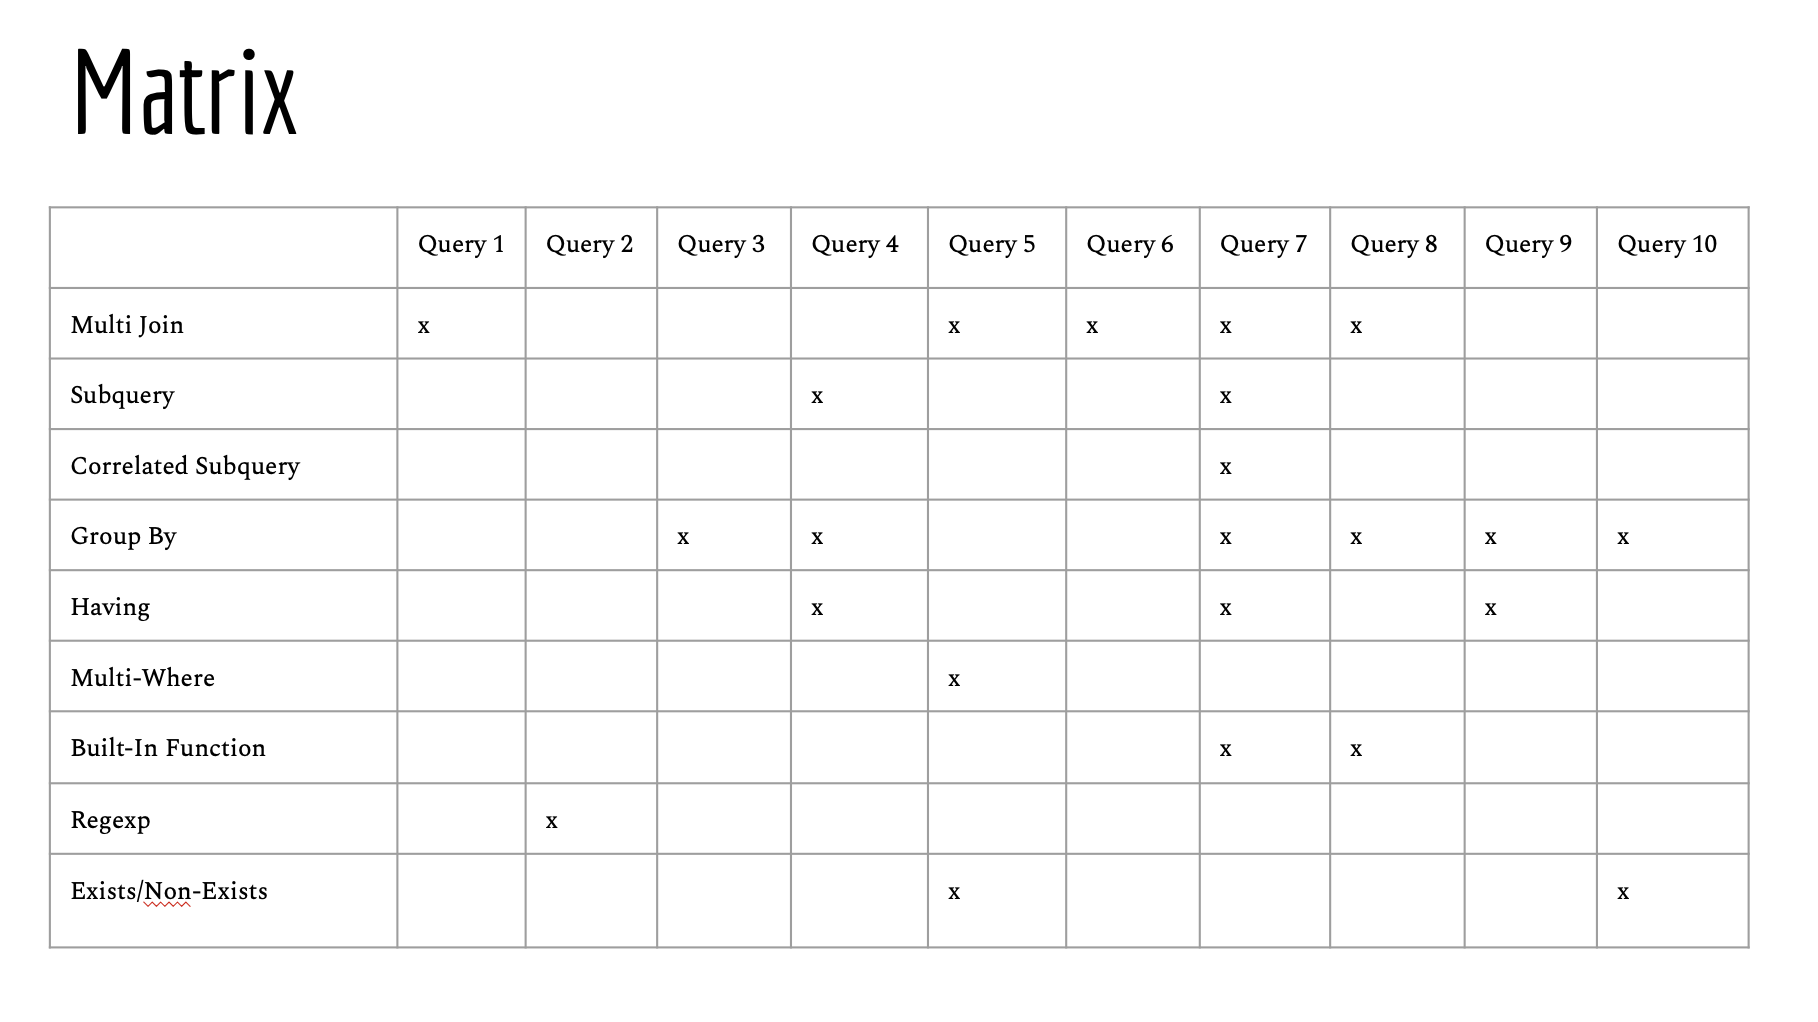 Matrix
Query 1 Query 2 Query 3 Query 4 Query 5 Query 6 Query 7 Query 8 Query 9 Query 10
Multi Join x x x x x
Subquery x x
Correlated Subquery x
Group By x x x x x x
Having x x x
Multi-Where x
Built-In Function x x
Regexp x
Exists/Non-Exists x x